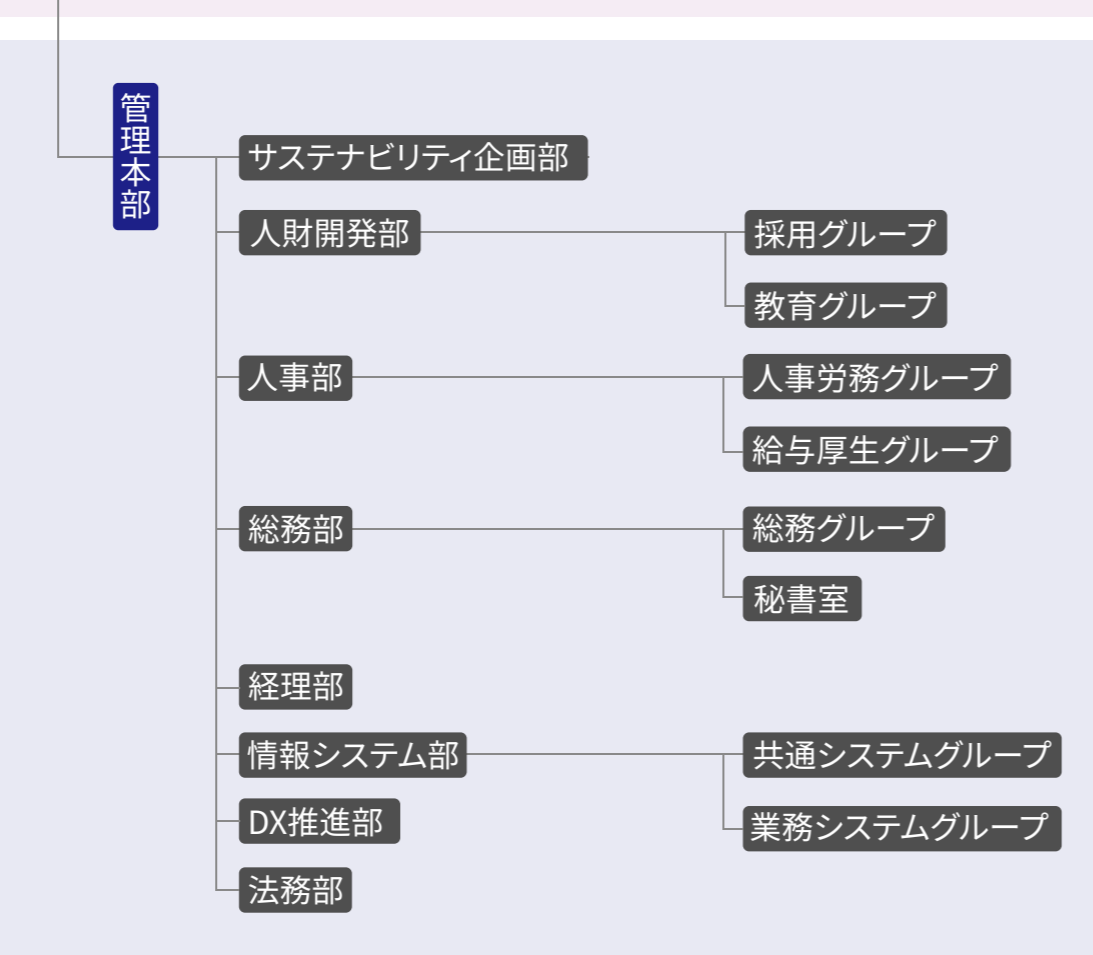 管理本部
サステナビリティ企画部
人財開発部
採用グループ
教育グループ
人事部
人事労務グループ
給与厚生グループ
総務部
総務グループ
秘書室
経理部
情報システム部
共通システムグループ
業務システムグループ
DX推進部
法務部